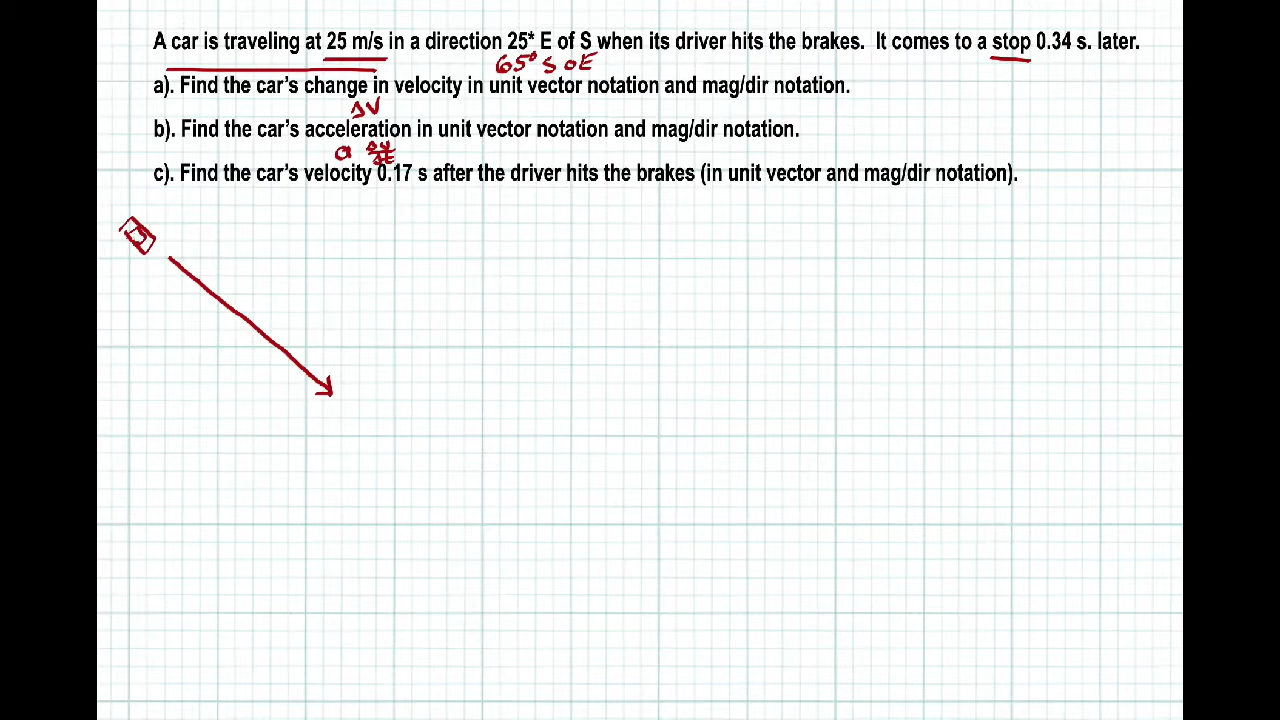 A car is traveling at 25 m/s in a direction 25* E of S when its driver hits the brakes. It comes to a stop 0.34 s. later.
65° S oE
a). Find the car's change in velocity in unit vector notation and mag/dir notation.
ΔV
b). Find the car's acceleration in unit vector notation and mag/dir notation.
a ΔV/Δt
c). Find the car's velocity 0.17 s after the driver hits the brakes (in unit vector and mag/dir notation).